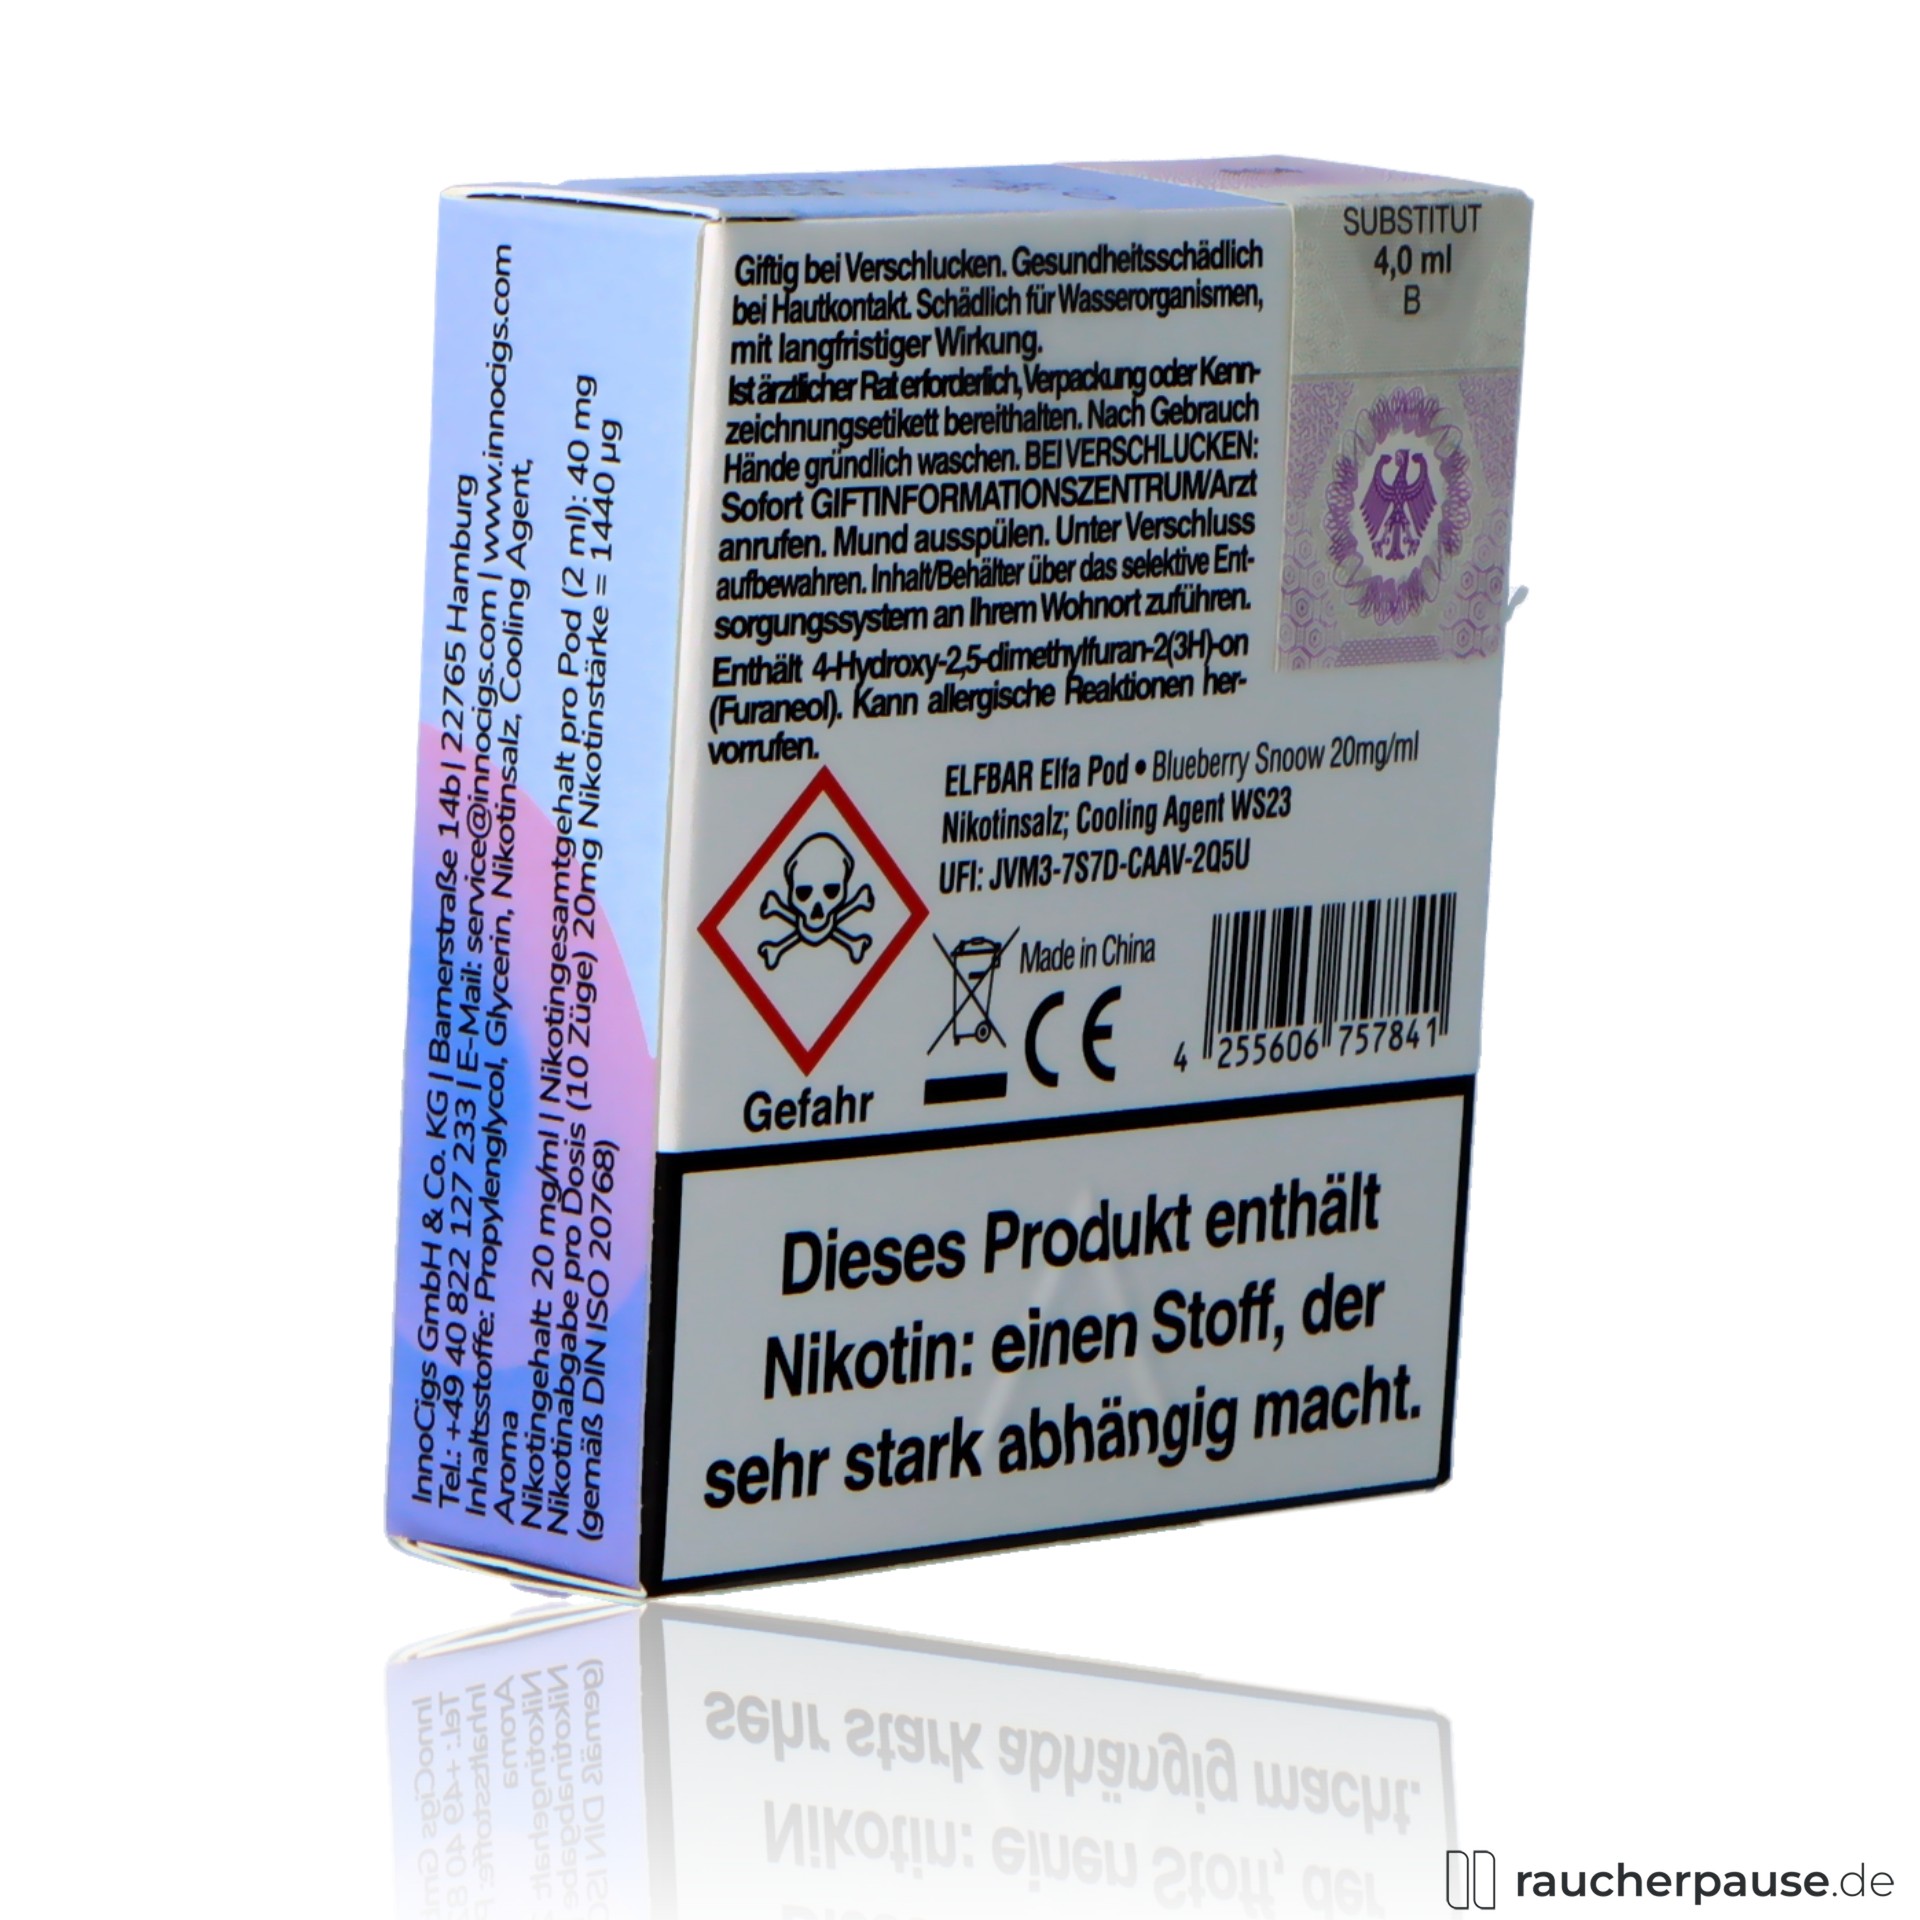 InnoCigs GmbH & Co. KG | Barnerstraße 14b | 22765 Hamburg
Tel.: +49 40 822 127 233 | E-Mail: service@innocigs.com | www.innocigs.com
Inhaltsstoffe: Propylenglycol, Glycerin, Nikotinsalz, Cooling Agent,
Aroma
Nikotingehalt: 20 mg/ml | Nikotingesamtgehalt pro Pod (2 ml): 40 mg
Nikotinabgabe pro Dosis (10 Züge) 20mg Nikotinstärke = 1440 µg
(gemäß DIN ISO 20768)
Giftig bei Verschlucken. Gesundheitsschädlich
bei Hautkontakt. Schädlich für Wasserorganismen,
mit langfristiger Wirkung.
Ist ärztlicher Rat erforderlich, Verpackung oder Kenn-
zeichnungsetikett bereithalten. Nach Gebrauch
Hände gründlich waschen. BEI VERSCHLUCKEN:
Sofort GIFTINFORMATIONSZENTRUM/Arzt
anrufen. Mund ausspülen. Unter Verschluss
aufbewahren. Inhalt/Behälter über das selektive Ent-
sorgungssystem an Ihrem Wohnort zuführen.
Enthält 4-Hydroxy-2,5-dimethylfuran-2(3H)-on
(Furaneol). Kann allergische Reaktionen her-
vorrufen.
SUBSTITUT
4,0 ml
B
ELFBAR Elfa Pod • Blueberry Snoow 20mg/ml
Nikotinsalz; Cooling Agent WS23
UFI: JVM3-7S7D-CAAV-2Q5U
Made in China
CE
4 255606 757841
Gefahr
Dieses Produkt enthält
Nikotin: einen Stoff, der
sehr stark abhängig macht.
raucherpause.de